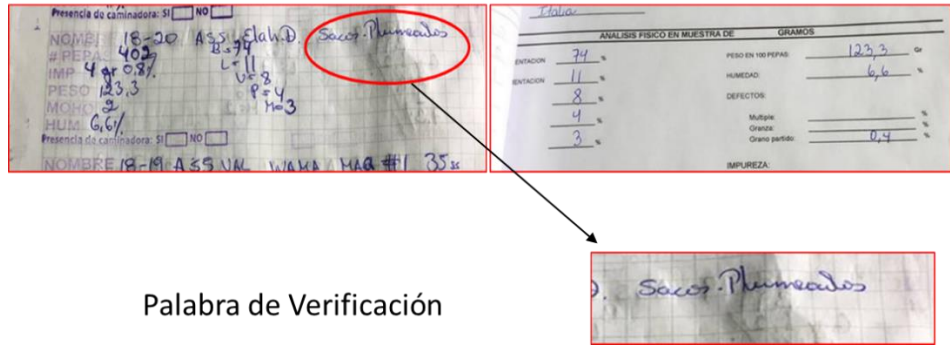 Presencia de caminadora: SI NO
NOMB 18-20 ASS Elab.D. Sacos-Plumeados
# PEPAS 402 B=74
IMP 4 gr 0.8% L=11
PESO 123,3 V=8
MOHO 2 P=4
HUM 6,6% Mo=3
Presencia de caminadora: SI NO
NOMBRE 18-19 ASS VAL WAMA MAQ #1 35 ss
Italia
ANALISIS FISICO EN MUESTRA DE GRAMOS
ENTACION 74 % PESO EN 100 PEPAS: 123,3 Gr
ENTACION 11 % HUMEDAD: 6,6 %
8 % DEFECTOS:
4 % Multiple: %
3 % Granza: %
Grano partido: 0,4 %
IMPUREZA:
Palabra de Verificación
). Sacos-Plumeados